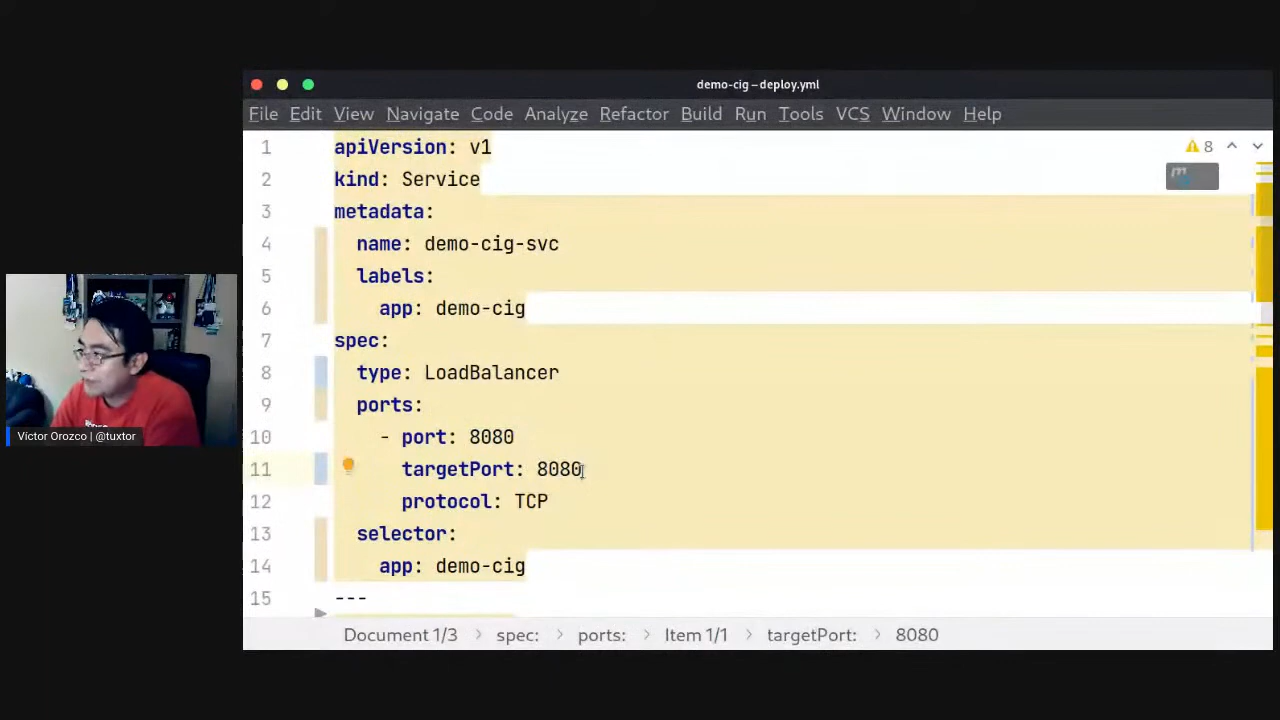 demo-cig – deploy.yml
File Edit View Navigate Code Analyze Refactor Build Run Tools VCS Window Help
1 apiVersion: v1
8
2 kind: Service
3 metadata:
4 name: demo-cig-svc
5 labels:
6 app: demo-cig
7 spec:
8 type: LoadBalancer
9 ports:
10 - port: 8080
11 targetPort: 8080
12 protocol: TCP
13 selector:
14 app: demo-cig
15 ---
Document 1/3 > spec: > ports: > Item 1/1 > targetPort: > 8080
Víctor Orozco | @tuxtor